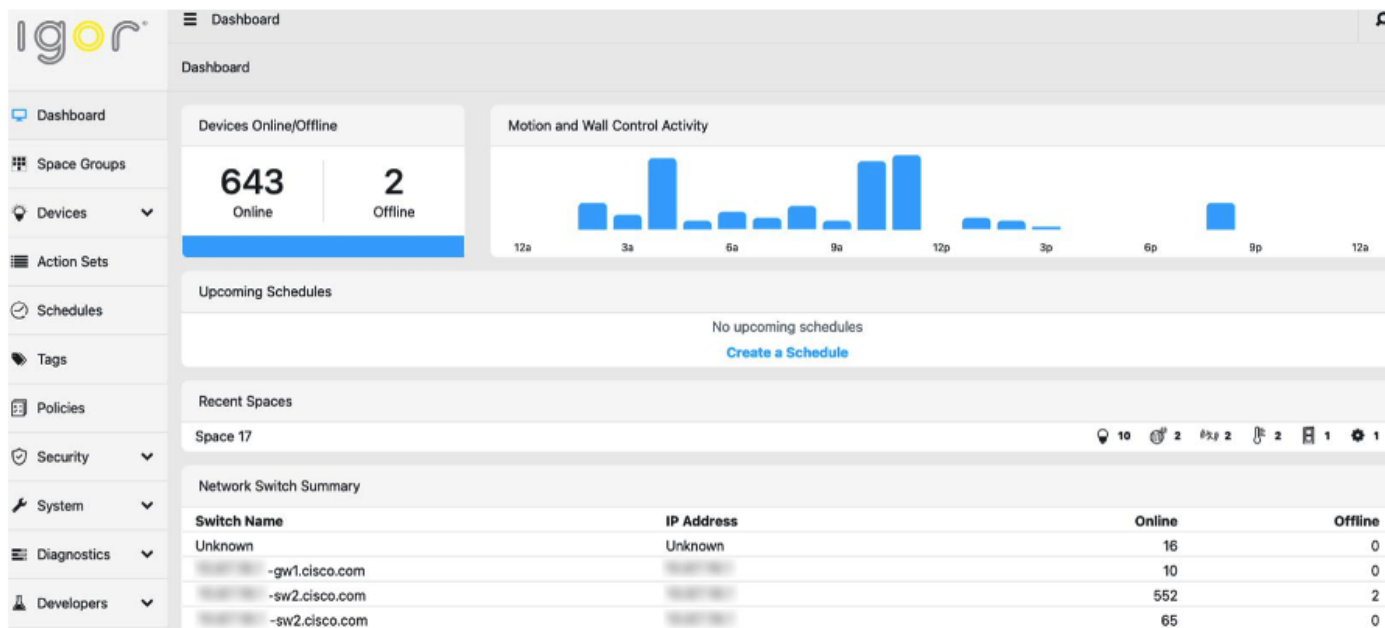 Igor
Dashboard
Dashboard
Dashboard
Space Groups
Devices
Action Sets
Schedules
Tags
Policies
Security
System
Diagnostics
Developers
Devices Online/Offline
643 2
Online Offline
Motion and Wall Control Activity
12a 3a 6a 9a 12p 3p 6p 9p 12a
Upcoming Schedules
No upcoming schedules
Create a Schedule
Recent Spaces
Space 17 10 2 2 2 1 1
Network Switch Summary
Switch Name IP Address Online Offline
Unknown Unknown 16 0
-gw1.cisco.com 10 0
-sw2.cisco.com 552 2
-sw2.cisco.com 65 0